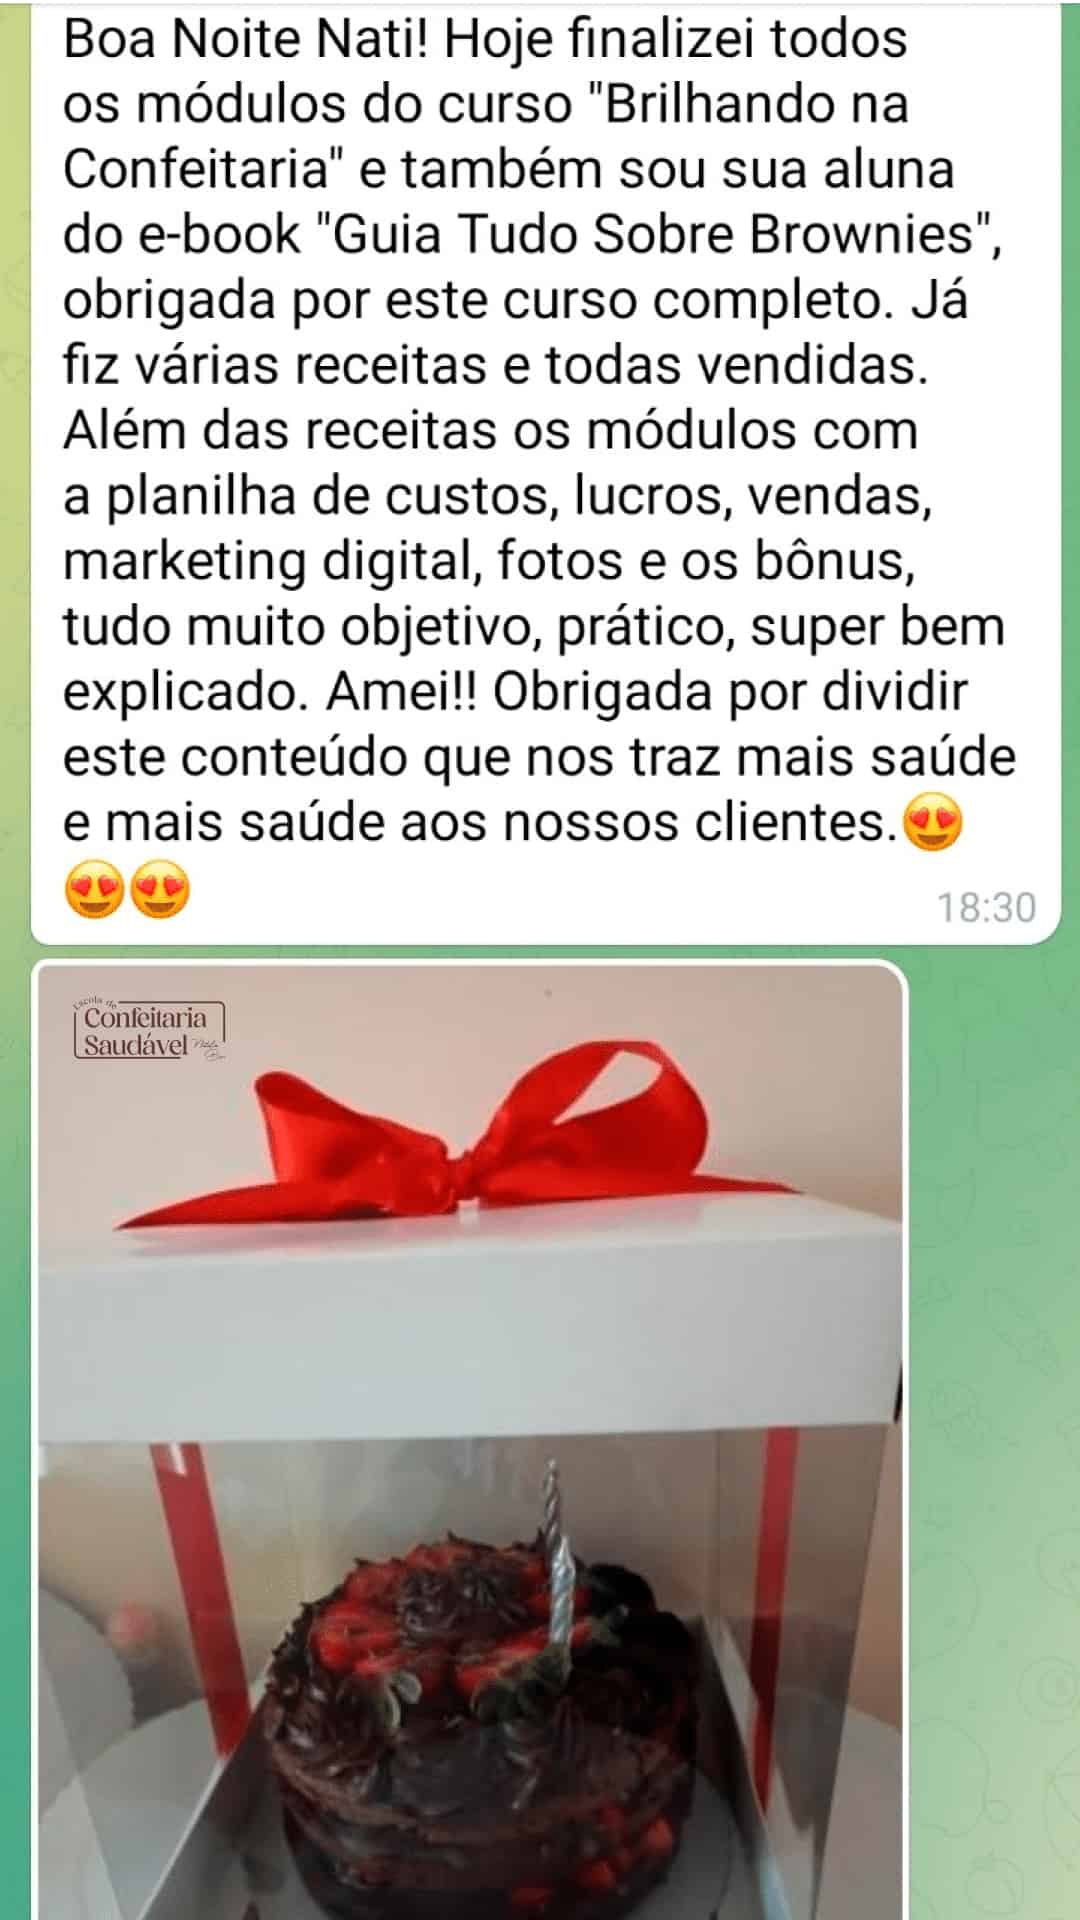 Boa Noite Nati! Hoje finalizei todos
os módulos do curso "Brilhando na
Confeitaria" e também sou sua aluna
do e-book "Guia Tudo Sobre Brownies",
obrigada por este curso completo. Já
fiz várias receitas e todas vendidas.
Além das receitas os módulos com
a planilha de custos, lucros, vendas,
marketing digital, fotos e os bônus,
tudo muito objetivo, prático, super bem
explicado. Amei!! Obrigada por dividir
este conteúdo que nos traz mais saúde
e mais saúde aos nossos clientes.😍
😍😍
18:30
Escola de
Confeitaria
Saudável